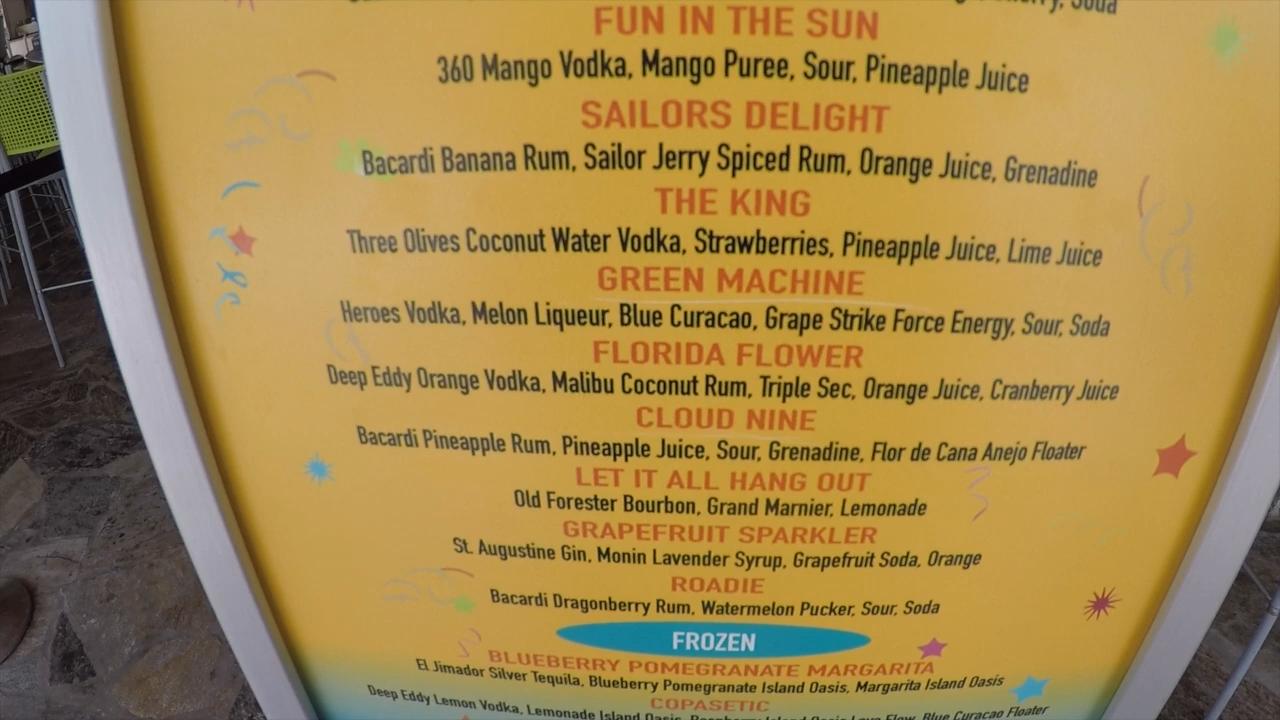 Soda
FUN IN THE SUN
360 Mango Vodka, Mango Puree, Sour, Pineapple Juice
SAILORS DELIGHT
Bacardi Banana Rum, Sailor Jerry Spiced Rum, Orange Juice, Grenadine
THE KING
Three Olives Coconut Water Vodka, Strawberries, Pineapple Juice, Lime Juice
GREEN MACHINE
Heroes Vodka, Melon Liqueur, Blue Curacao, Grape Strike Force Energy, Sour, Soda
FLORIDA FLOWER
Deep Eddy Orange Vodka, Malibu Coconut Rum, Triple Sec, Orange Juice, Cranberry Juice
CLOUD NINE
Bacardi Pineapple Rum, Pineapple Juice, Sour, Grenadine, Flor de Cana Anejo Floater
LET IT ALL HANG OUT
Old Forester Bourbon, Grand Marnier, Lemonade
GRAPEFRUIT SPARKLER
St. Augustine Gin, Monin Lavender Syrup, Grapefruit Soda, Orange
ROADIE
Bacardi Dragonberry Rum, Watermelon Pucker, Sour, Soda
FROZEN
BLUEBERRY POMEGRANATE MARGARITA
El Jimador Silver Tequila, Blueberry Pomegranate Island Oasis, Margarita Island Oasis
COPASETIC
Deep Eddy Lemon Vodka, Lemonade Island Oasis, Raspberry Island Oasis Lava Flow, Blue Curacao Floater